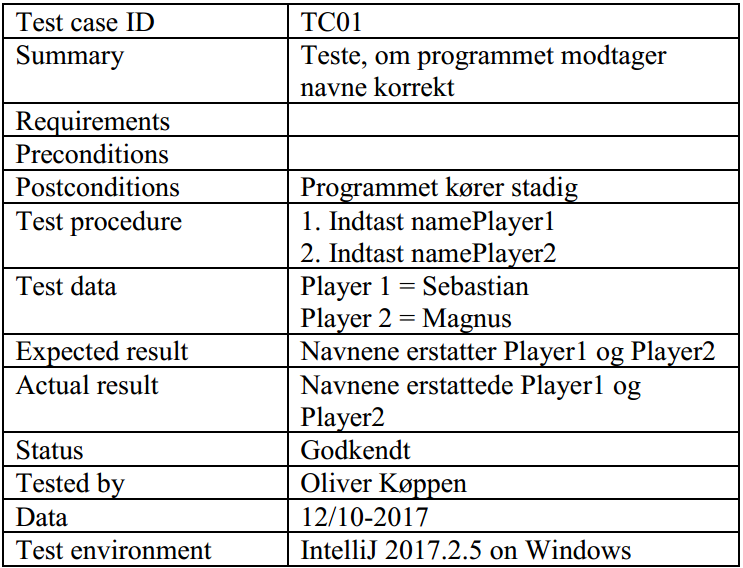 Test case ID TC01
Summary Teste, om programmet modtager
navne korrekt
Requirements
Preconditions
Postconditions Programmet kører stadig
Test procedure 1. Indtast namePlayer1
2. Indtast namePlayer2
Test data Player 1 = Sebastian
Player 2 = Magnus
Expected result Navnene erstatter Player1 og Player2
Actual result Navnene erstattede Player1 og
Player2
Status Godkendt
Tested by Oliver Køppen
Data 12/10-2017
Test environment IntelliJ 2017.2.5 on Windows